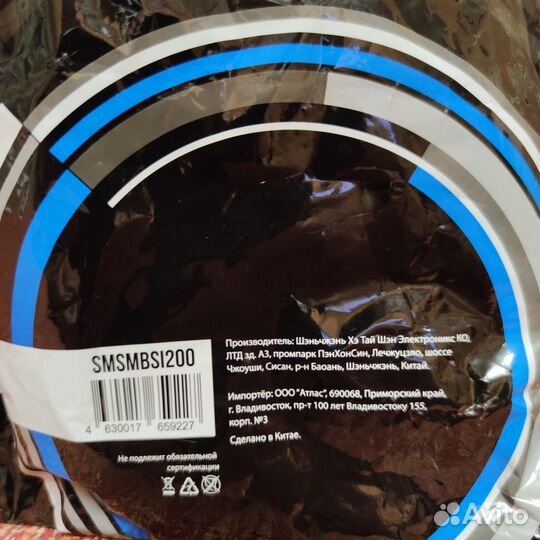 SMSMBSI200
4 630017 659227
Не подлежит обязательной
сертификации
Производитель: Шэньчжэнь Хэ Тай Шэн Электроникс КО,
ЛТД зд. А3, промпарк ПэнХонСин, Лечжуцзяо, шоссе
Чжоуши, Сисан, р-н Баоань, Шэньчжэнь, Китай.
Импортёр: ООО "Атлас", 690068, Приморский край,
г. Владивосток, пр-т 100 лет Владивостоку 155,
корп. №3
Сделано в Китае.
Avito